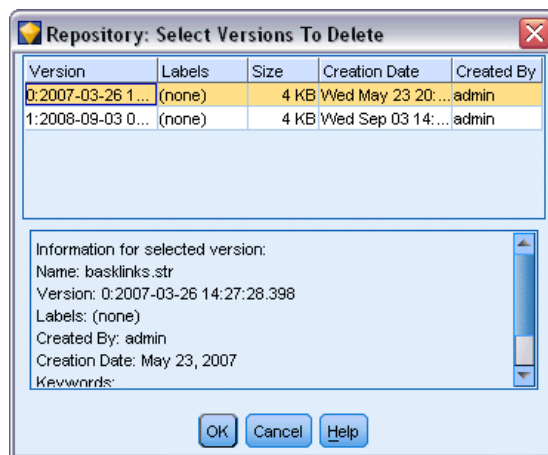 Repository: Select Versions To Delete
Version Labels Size Creation Date Created By
0:2007-03-26 1... (none) 4 KB Wed May 23 20:... admin
1:2008-09-03 0... (none) 4 KB Wed Sep 03 14:... admin
Information for selected version:
Name: basklinks.str
Version: 0:2007-03-26 14:27:28.398
Labels: (none)
Created By: admin
Creation Date: May 23, 2007
Keywords:
OK Cancel Help